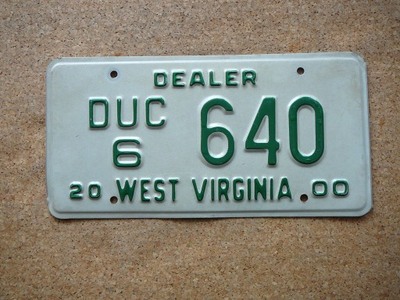 DEALER
DUC 640
6
20 WEST VIRGINIA 00